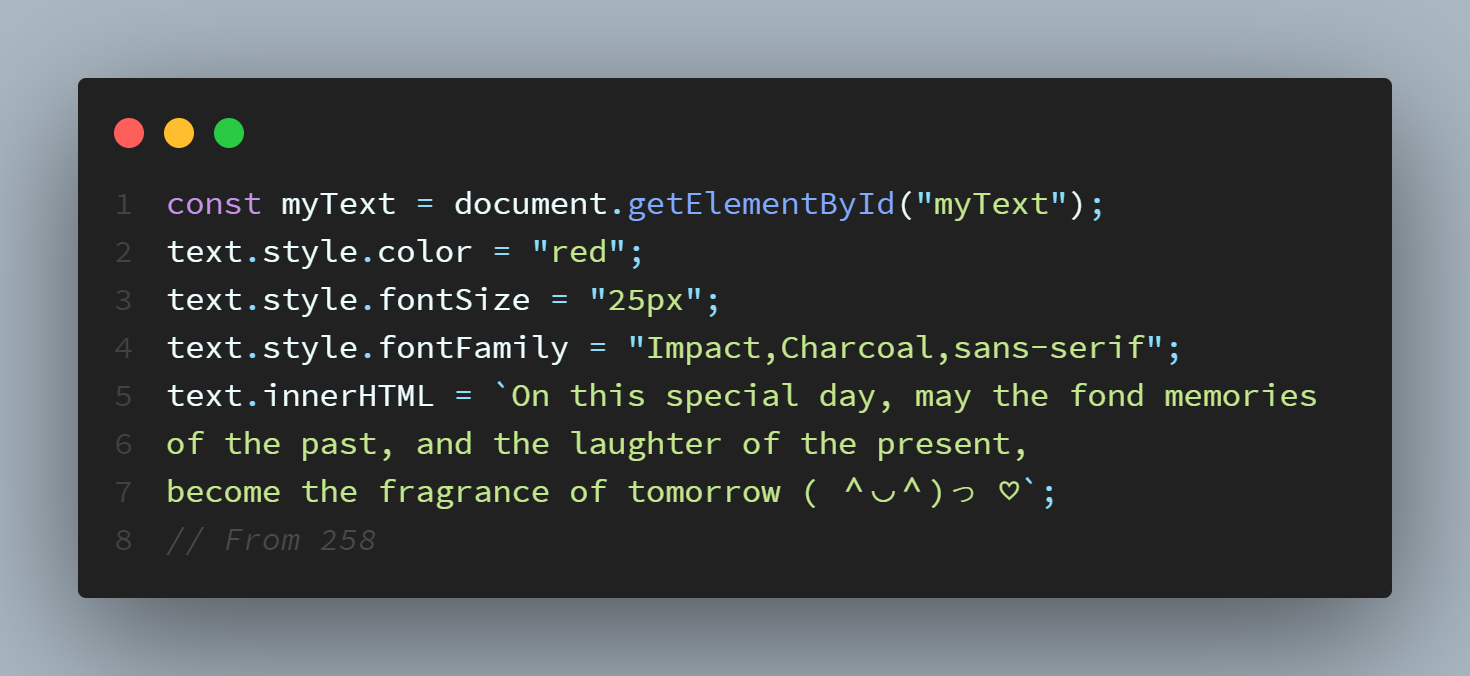 1 const myText = document.getElementById("myText");
2 text.style.color = "red";
3 text.style.fontSize = "25px";
4 text.style.fontFamily = "Impact,Charcoal,sans-serif";
5 text.innerHTML = `On this special day, may the fond memories
6 of the past, and the laughter of the present,
7 become the fragrance of tomorrow ( ^◡^)っ ♡`;
8 // From 258